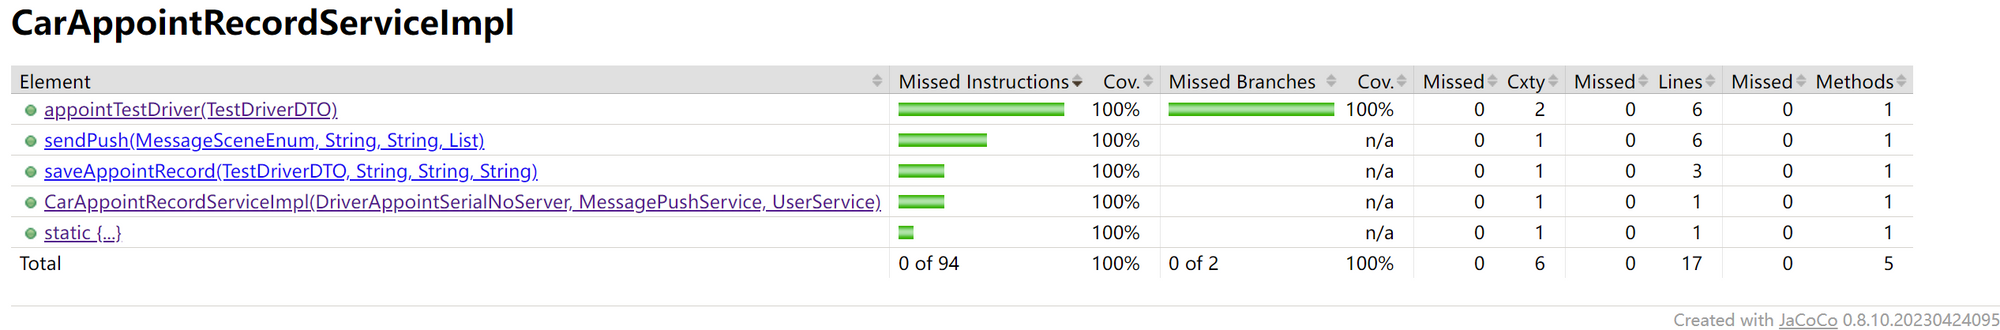 CarAppointRecordServiceImpl
Element Missed Instructions Cov. Missed Branches Cov. Missed Cxty Missed Lines Missed Methods
appointTestDriver(TestDriverDTO) 100% 100% 0 2 0 6 0 1
sendPush(MessageSceneEnum, String, String, List) 100% n/a 0 1 0 6 0 1
saveAppointRecord(TestDriverDTO, String, String, String) 100% n/a 0 1 0 3 0 1
CarAppointRecordServiceImpl(DriverAppointSerialNoServer, MessagePushService, UserService) 100% n/a 0 1 0 1 0 1
static {...} 100% n/a 0 1 0 1 0 1
Total 0 of 94 100% 0 of 2 100% 0 6 0 17 0 5
Created with JaCoCo 0.8.10.20230424095